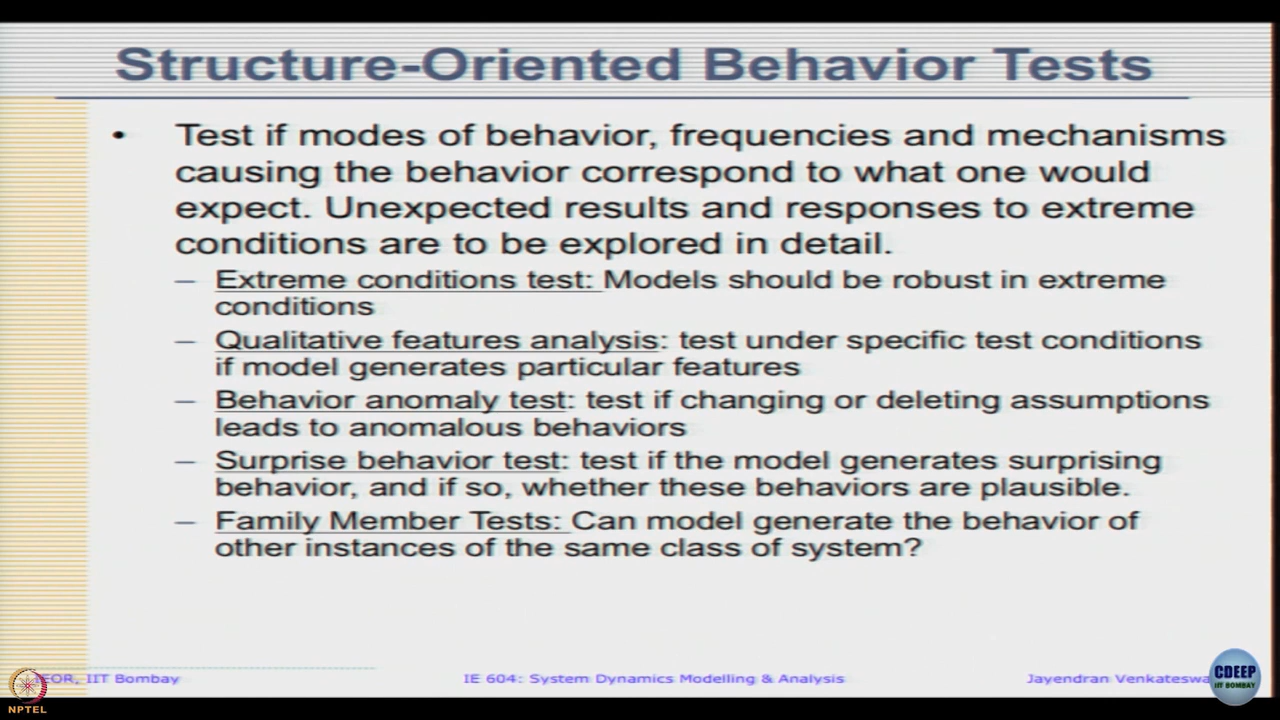 Structure-Oriented Behavior Tests
• Test if modes of behavior, frequencies and mechanisms
causing the behavior correspond to what one would
expect. Unexpected results and responses to extreme
conditions are to be explored in detail.
– Extreme conditions test: Models should be robust in extreme
conditions
– Qualitative features analysis: test under specific test conditions
if model generates particular features
– Behavior anomaly test: test if changing or deleting assumptions
leads to anomalous behaviors
– Surprise behavior test: test if the model generates surprising
behavior, and if so, whether these behaviors are plausible.
– Family Member Tests: Can model generate the behavior of
other instances of the same class of system?
IEOR, IIT Bombay
IE 604: System Dynamics Modelling & Analysis
Jayendran Venkateswa
CDEEP
IIT BOMBAY
NPTEL